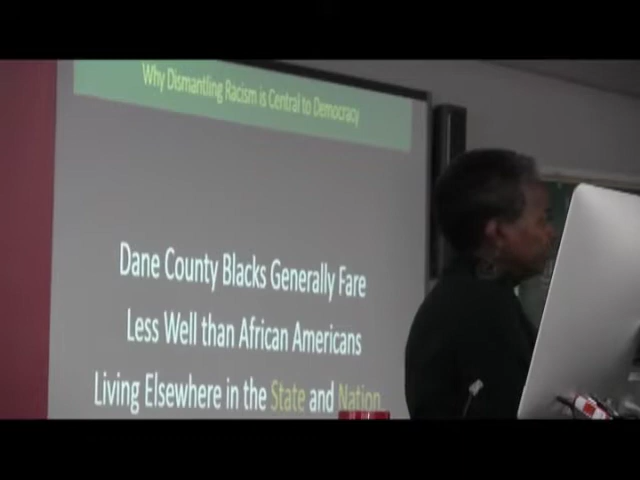 Why Dismantling Racism is Central to Democracy
Dane County Blacks Generally Fare
Less Well than African Americans
Living Elsewhere in the State and Nation